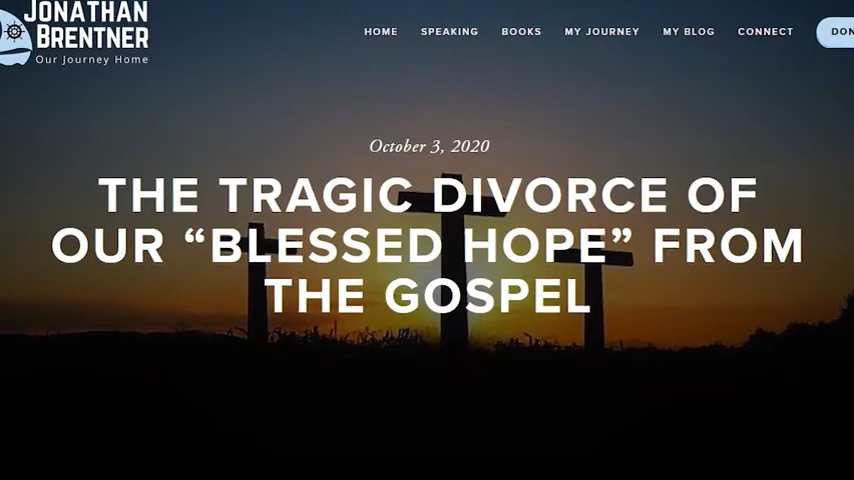 JONATHAN
BRENTNER
Our Journey Home
HOME SPEAKING BOOKS MY JOURNEY MY BLOG CONNECT
October 3, 2020
THE TRAGIC DIVORCE OF
OUR “BLESSED HOPE” FROM
THE GOSPEL